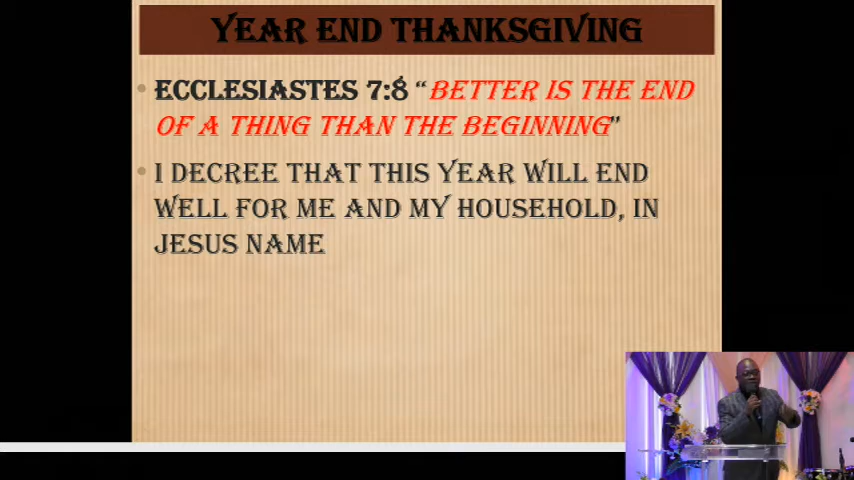 YEAR END THANKSGIVING
• ECCLESIASTES 7:8 “BETTER IS THE END
OF A THING THAN THE BEGINNING”
• I DECREE THAT THIS YEAR WILL END
WELL FOR ME AND MY HOUSEHOLD, IN
JESUS NAME